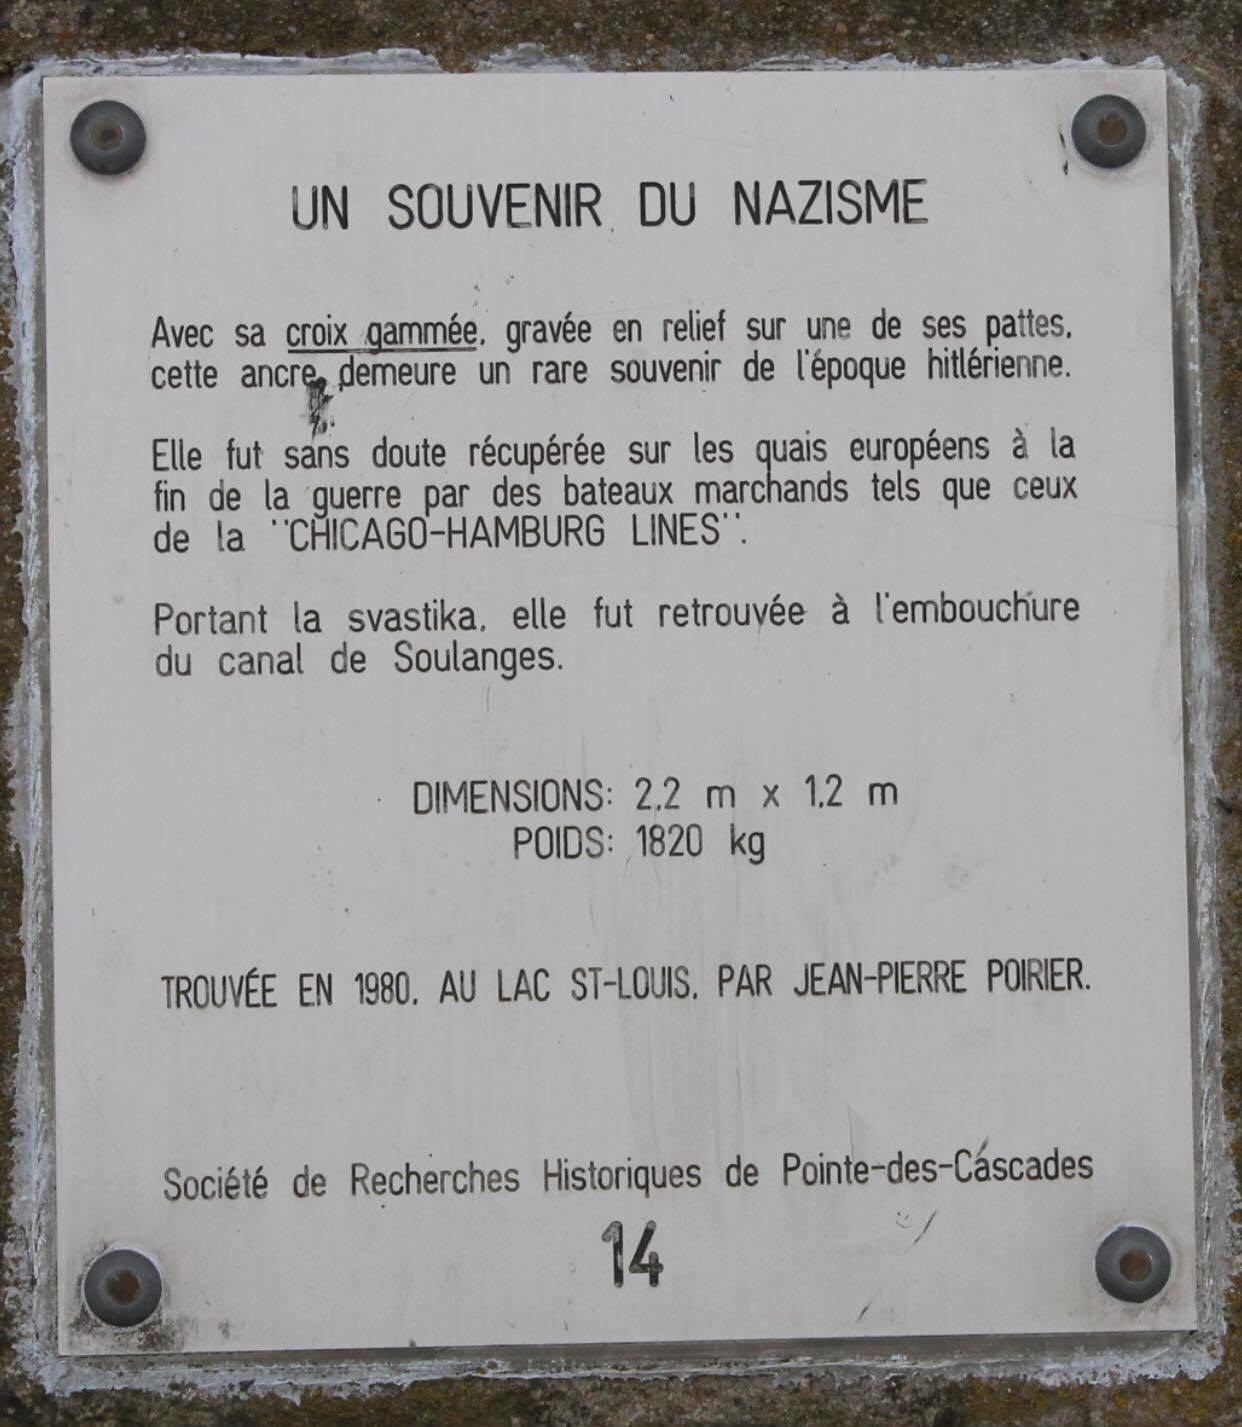 UN SOUVENIR DU NAZISME
Avec sa croix gammée, gravée en relief sur une de ses pattes,
cette ancre demeure un rare souvenir de l'époque hitlérienne.
Elle fut sans doute récupérée sur les quais européens à la
fin de la guerre par des bateaux marchands tels que ceux
de la "CHICAGO-HAMBURG LINES".
Portant la svastika, elle fut retrouvée à l'embouchure
du canal de Soulanges.
DIMENSIONS: 2,2 m x 1,2 m
POIDS: 1820 kg
TROUVÉE EN 1980, AU LAC ST-LOUIS, PAR JEAN-PIERRE POIRIER.
Société de Recherches Historiques de Pointe-des-Cascades
14